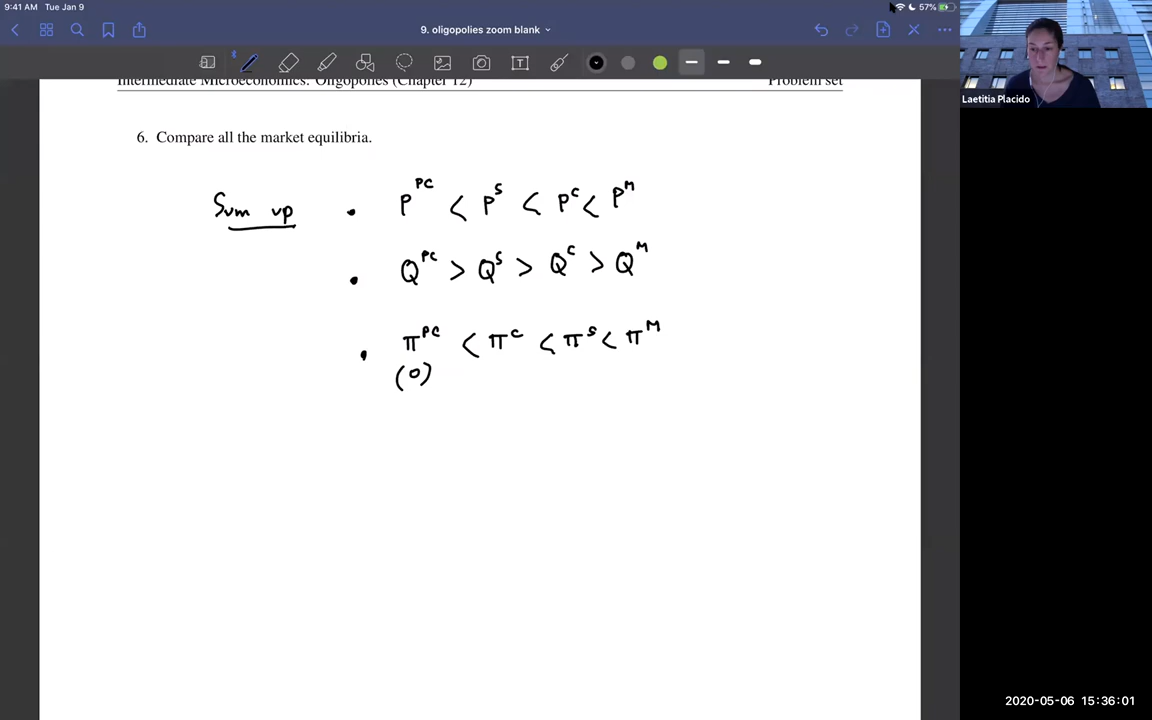 9:41 AM Tue Jan 9
57%
9. oligopolies zoom blank
Laetitia Placido
Intermediate Microeconomics. Oligopolies (Chapter 12)
Problem set
6. Compare all the market equilibria.
Sum up • P^PC < P^S < P^C < P^M
• Q^PC > Q^S > Q^C > Q^M
• π^PC < π^C < π^S < π^M
(0)
2020-05-06 15:36:01